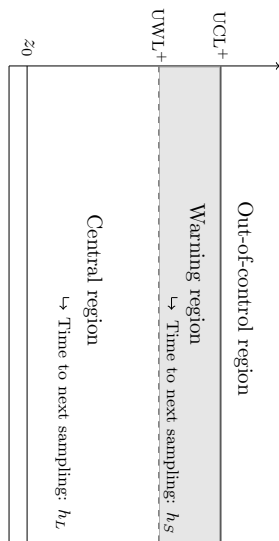 UCL+
Out-of-control region
UWL+
Warning region
↪ Time to next sampling: h_S
Central region
↪ Time to next sampling: h_L
z_0